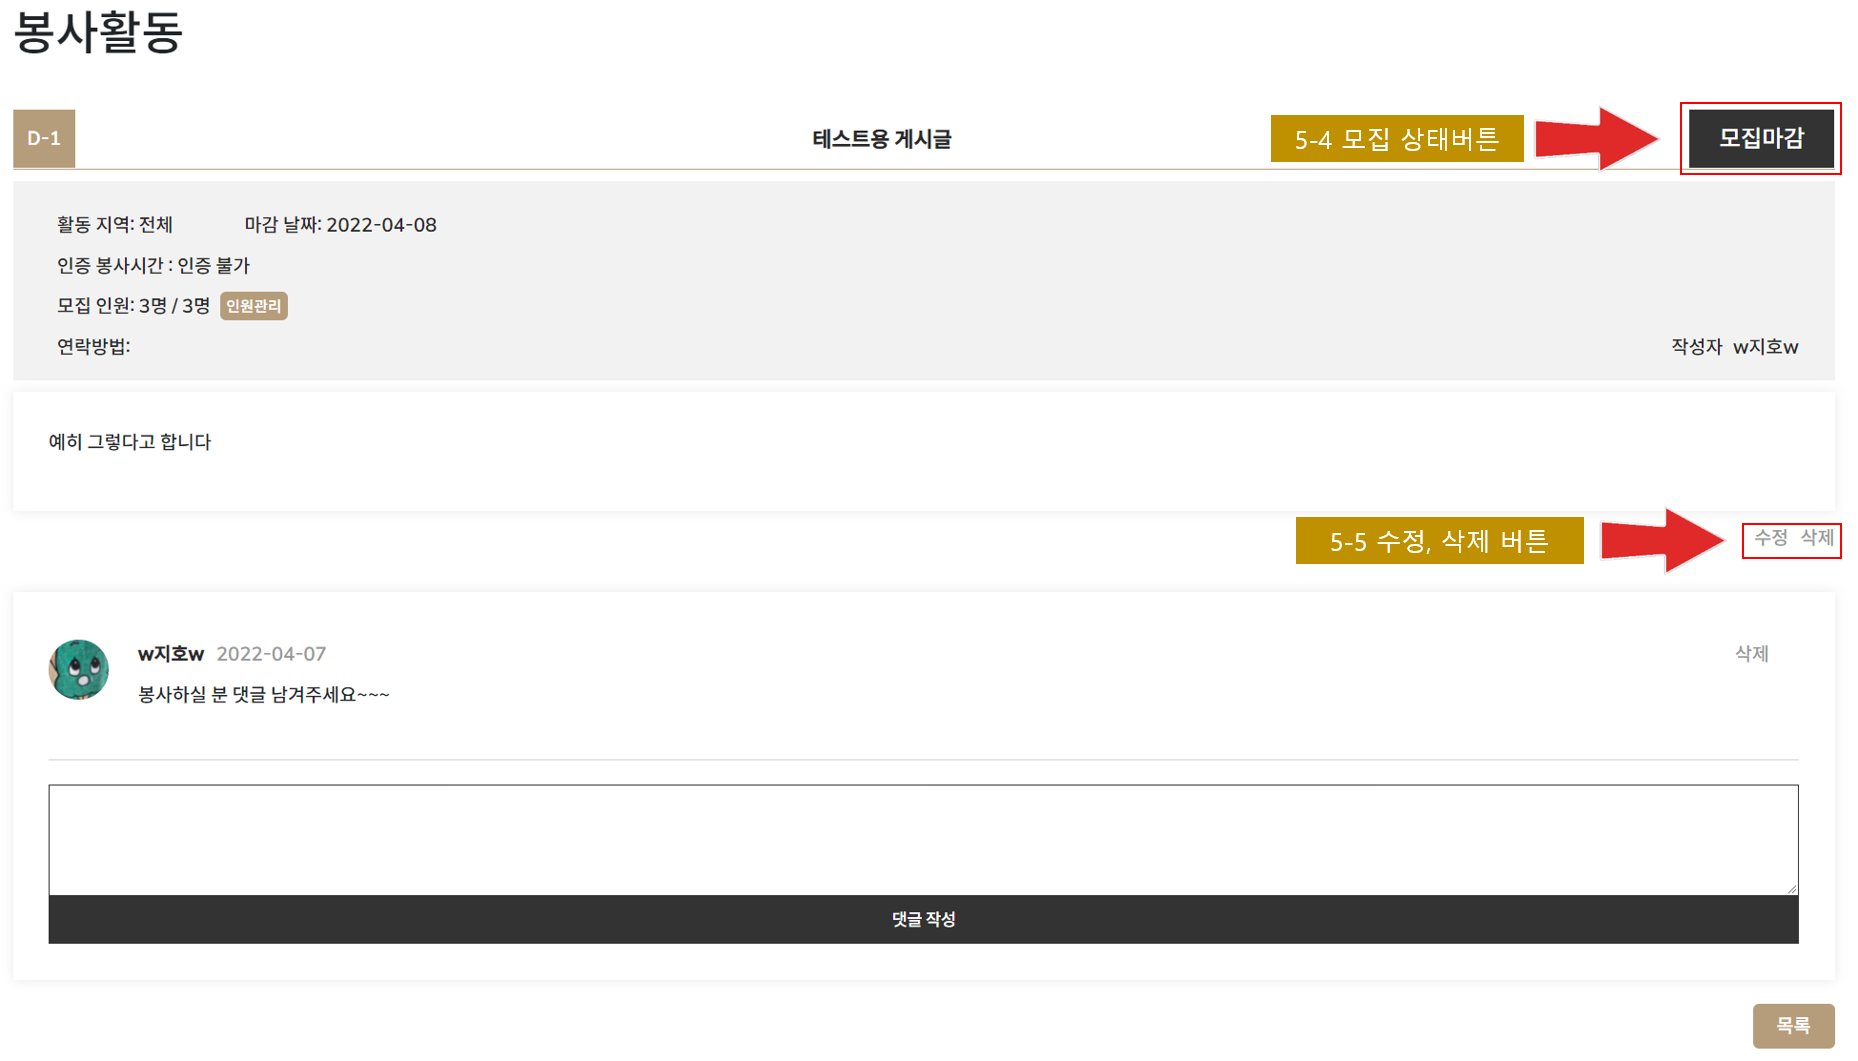 봉사활동
D-1
테스트용 게시글
5-4 모집 상태버튼
모집마감
활동 지역: 전체 마감 날짜: 2022-04-08
인증 봉사시간 : 인증 불가
모집 인원: 3명 / 3명 인원관리
연락방법:
작성자 w지호w
예히 그렇다고 합니다
5-5 수정, 삭제 버튼
수정 삭제
w지호w 2022-04-07
삭제
봉사하실 분 댓글 남겨주세요~~~
댓글 작성
목록